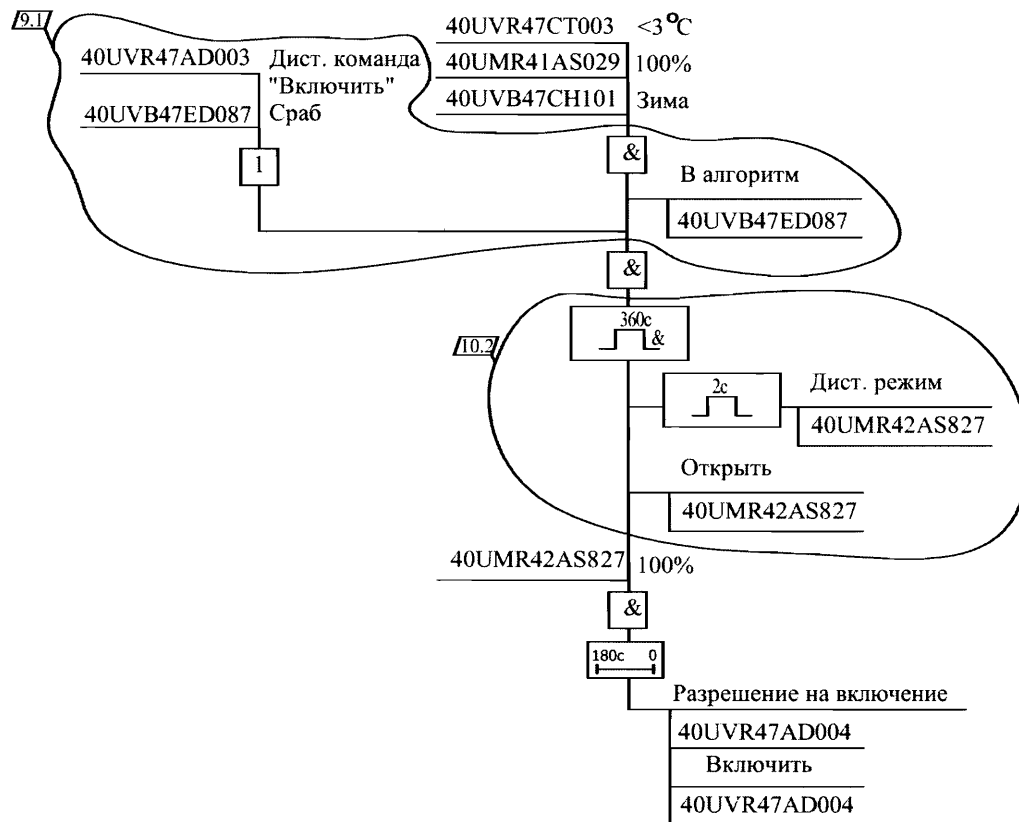 9.1
40UVR47CT003 <3°C
40UVR47AD003 Дист. команда
"Включить"
40UMR41AS029 100%
40UVB47ED087 Сраб
40UVB47CH101 Зима
1
&
В алгоритм
40UVB47ED087
&
10.2
360с
&
2с
Дист. режим
40UMR42AS827
Открыть
40UMR42AS827
40UMR42AS827 100%
&
180с 0
Разрешение на включение
40UVR47AD004
Включить
40UVR47AD004